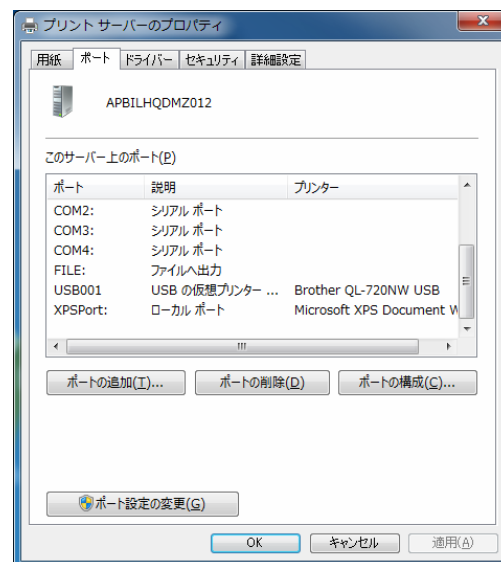 プリント サーバーのプロパティ
用紙 ポート ドライバー セキュリティ 詳細設定
APBILHQDMZ012
このサーバー上のポート(P)
ポート 説明 プリンター
COM2: シリアル ポート
COM3: シリアル ポート
COM4: シリアル ポート
FILE: ファイルへ出力
USB001 USB の仮想プリンター ... Brother QL-720NW USB
XPSPort: ローカル ポート Microsoft XPS Document W
ポートの追加(T)... ポートの削除(D) ポートの構成(C)...
ポート設定の変更(G)
OK キャンセル 適用(A)